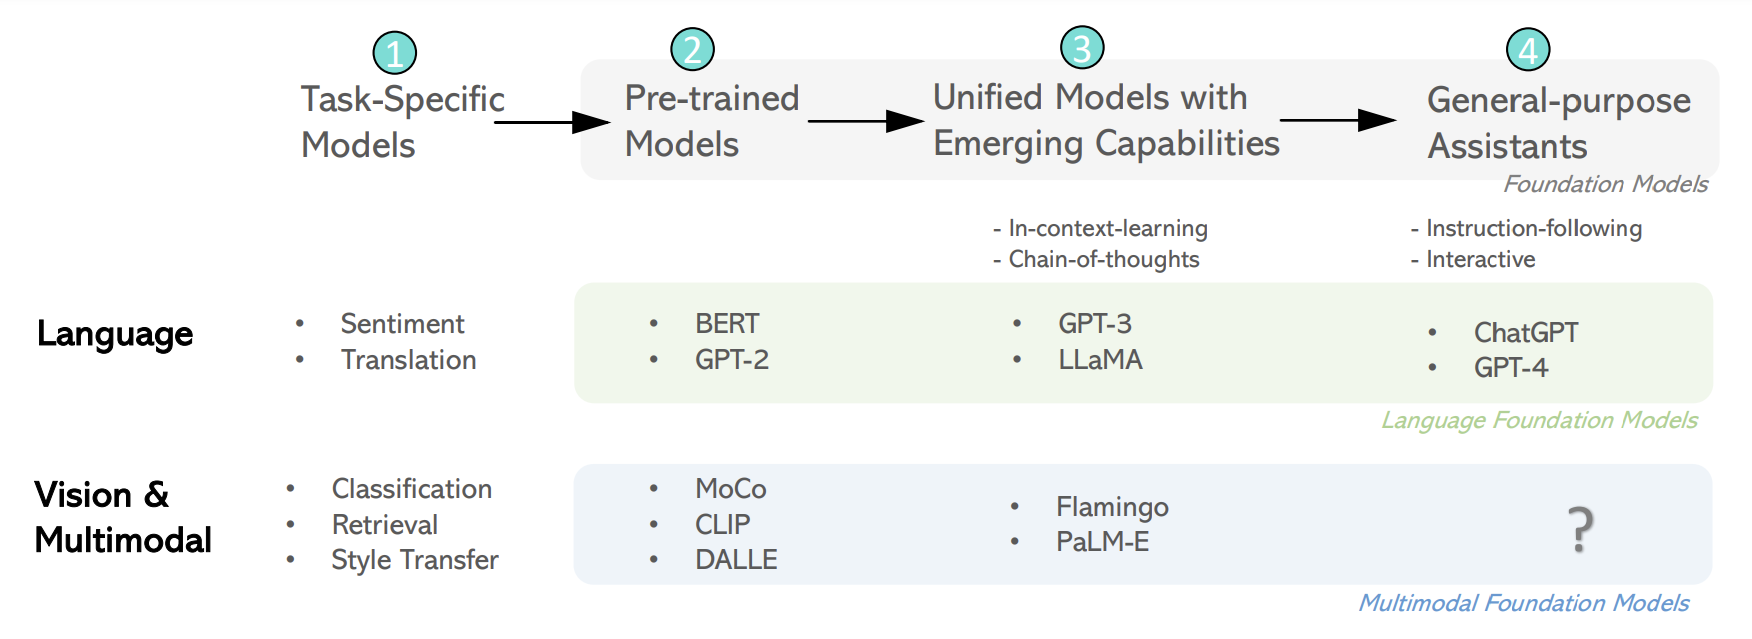 1
Task-Specific
Models
2
Pre-trained
Models
3
Unified Models with
Emerging Capabilities
4
General-purpose
Assistants
Foundation Models
- In-context-learning
- Chain-of-thoughts
- Instruction-following
- Interactive
Language
• Sentiment
• Translation
• BERT
• GPT-2
• GPT-3
• LLaMA
• ChatGPT
• GPT-4
Language Foundation Models
Vision &
Multimodal
• Classification
• Retrieval
• Style Transfer
• MoCo
• CLIP
• DALLE
• Flamingo
• PaLM-E
?
Multimodal Foundation Models